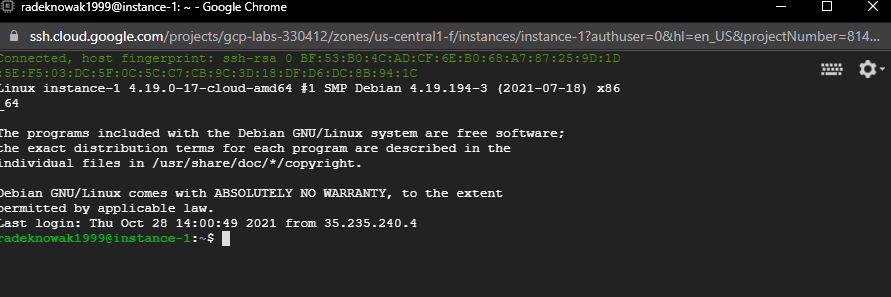 radeknowak1999@instance-1: ~ - Google Chrome
ssh.cloud.google.com/projects/gcp-labs-330412/zones/us-central1-f/instances/instance-1?authuser=0&hl=en_US&projectNumber=814...
Connected, host fingerprint: ssh-rsa 0 BF:53:B0:4C:AD:CF:6E:B0:68:A7:87:25:9D:1D
:5E:F5:03:DC:5F:0C:5C:C7:CB:9C:3D:18:DF:D6:DC:8B:94:1C
Linux instance-1 4.19.0-17-cloud-amd64 #1 SMP Debian 4.19.194-3 (2021-07-18) x86
_64
The programs included with the Debian GNU/Linux system are free software;
the exact distribution terms for each program are described in the
individual files in /usr/share/doc/*/copyright.
Debian GNU/Linux comes with ABSOLUTELY NO WARRANTY, to the extent
permitted by applicable law.
Last login: Thu Oct 28 14:00:49 2021 from 35.235.240.4
radeknowak1999@instance-1:~$